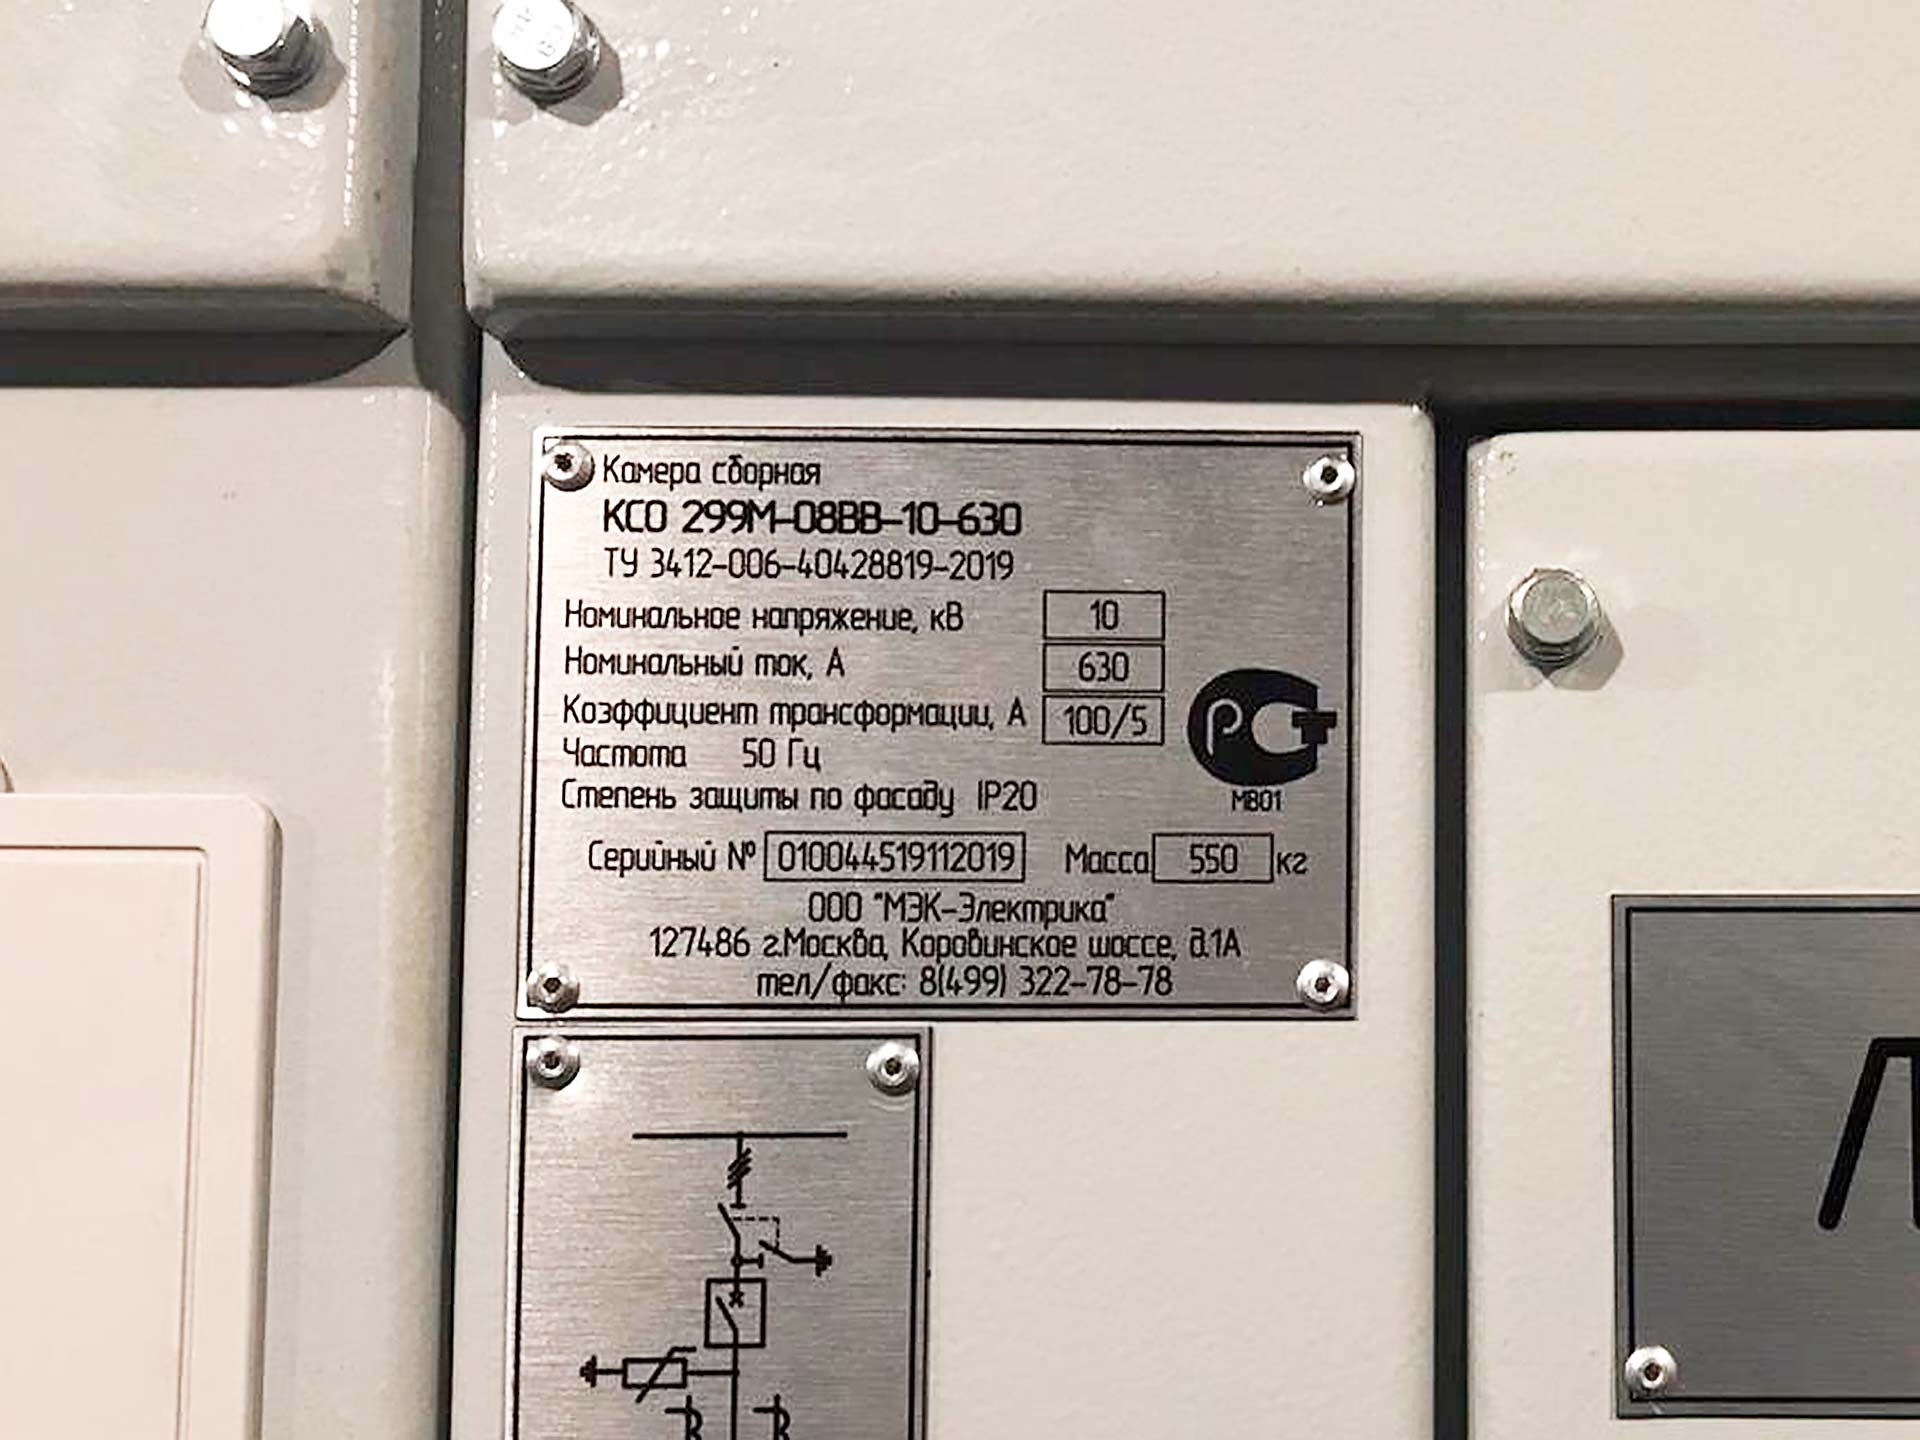 Камера сборная
КСО 299М-08ВВ-10-630
ТУ 3412-006-40428819-2019
Номинальное напряжение, кВ 10
Номинальный ток, А 630
Коэффициент трансформации, А 100/5
Частота 50 Гц
Степень защиты по фасаду IP20
РСТ
МВ01
Серийный № 010044519112019 Масса 550 кг
ООО "МЭК-Электрика"
127486 г.Москва, Коровинское шоссе, д.1А
тел/факс: 8(499) 322-78-78